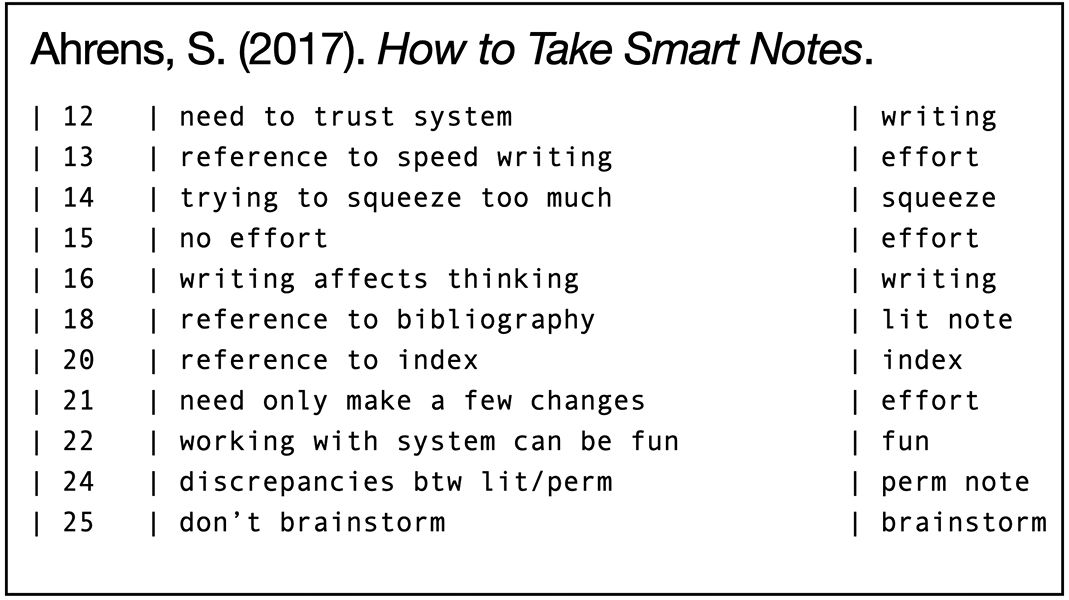 Ahrens, S. (2017). How to Take Smart Notes.
| 12 | need to trust system | writing
| 13 | reference to speed writing | effort
| 14 | trying to squeeze too much | squeeze
| 15 | no effort | effort
| 16 | writing affects thinking | writing
| 18 | reference to bibliography | lit note
| 20 | reference to index | index
| 21 | need only make a few changes | effort
| 22 | working with system can be fun | fun
| 24 | discrepancies btw lit/perm | perm note
| 25 | don’t brainstorm | brainstorm